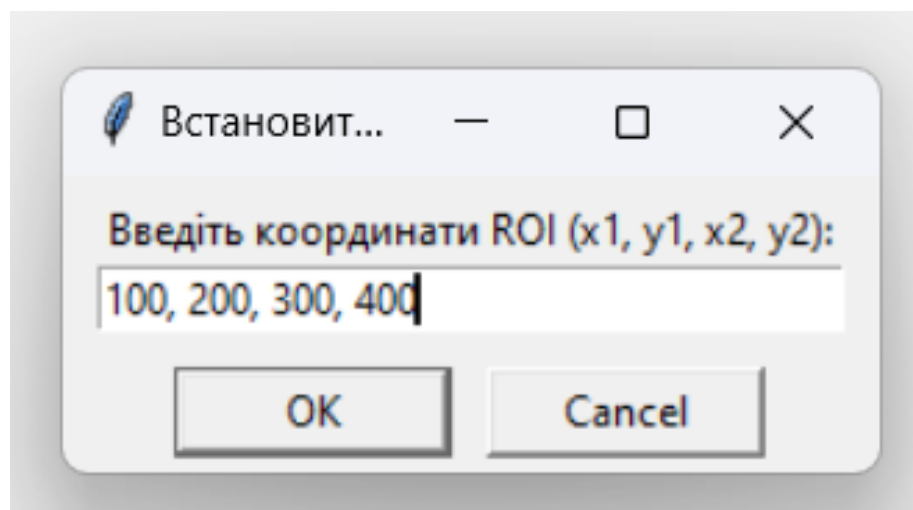 Встановит...
Введіть координати ROI (x1, y1, x2, y2):
100, 200, 300, 400
OK Cancel